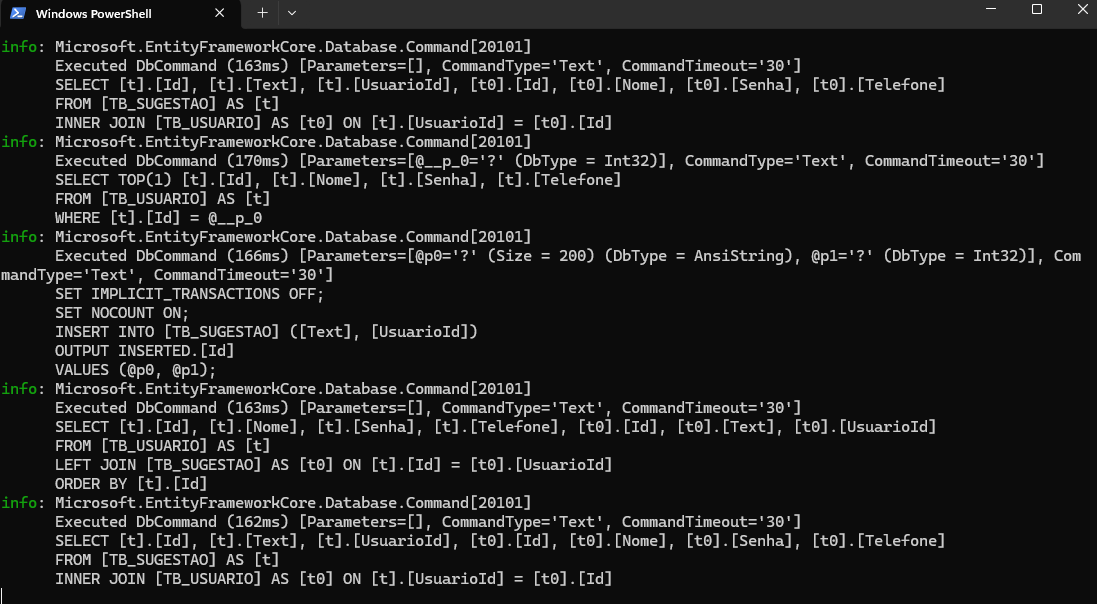 Windows PowerShell
info: Microsoft.EntityFrameworkCore.Database.Command[20101]
Executed DbCommand (163ms) [Parameters=[], CommandType='Text', CommandTimeout='30']
SELECT [t].[Id], [t].[Text], [t].[UsuarioId], [t0].[Id], [t0].[Nome], [t0].[Senha], [t0].[Telefone]
FROM [TB_SUGESTAO] AS [t]
INNER JOIN [TB_USUARIO] AS [t0] ON [t].[UsuarioId] = [t0].[Id]
info: Microsoft.EntityFrameworkCore.Database.Command[20101]
Executed DbCommand (170ms) [Parameters=[@__p_0='?' (DbType = Int32)], CommandType='Text', CommandTimeout='30']
SELECT TOP(1) [t].[Id], [t].[Nome], [t].[Senha], [t].[Telefone]
FROM [TB_USUARIO] AS [t]
WHERE [t].[Id] = @__p_0
info: Microsoft.EntityFrameworkCore.Database.Command[20101]
Executed DbCommand (166ms) [Parameters=[@p0='?' (Size = 200) (DbType = AnsiString), @p1='?' (DbType = Int32)], Com
mandType='Text', CommandTimeout='30']
SET IMPLICIT_TRANSACTIONS OFF;
SET NOCOUNT ON;
INSERT INTO [TB_SUGESTAO] ([Text], [UsuarioId])
OUTPUT INSERTED.[Id]
VALUES (@p0, @p1);
info: Microsoft.EntityFrameworkCore.Database.Command[20101]
Executed DbCommand (163ms) [Parameters=[], CommandType='Text', CommandTimeout='30']
SELECT [t].[Id], [t].[Nome], [t].[Senha], [t].[Telefone], [t0].[Id], [t0].[Text], [t0].[UsuarioId]
FROM [TB_USUARIO] AS [t]
LEFT JOIN [TB_SUGESTAO] AS [t0] ON [t].[Id] = [t0].[UsuarioId]
ORDER BY [t].[Id]
info: Microsoft.EntityFrameworkCore.Database.Command[20101]
Executed DbCommand (162ms) [Parameters=[], CommandType='Text', CommandTimeout='30']
SELECT [t].[Id], [t].[Text], [t].[UsuarioId], [t0].[Id], [t0].[Nome], [t0].[Senha], [t0].[Telefone]
FROM [TB_SUGESTAO] AS [t]
INNER JOIN [TB_USUARIO] AS [t0] ON [t].[UsuarioId] = [t0].[Id]